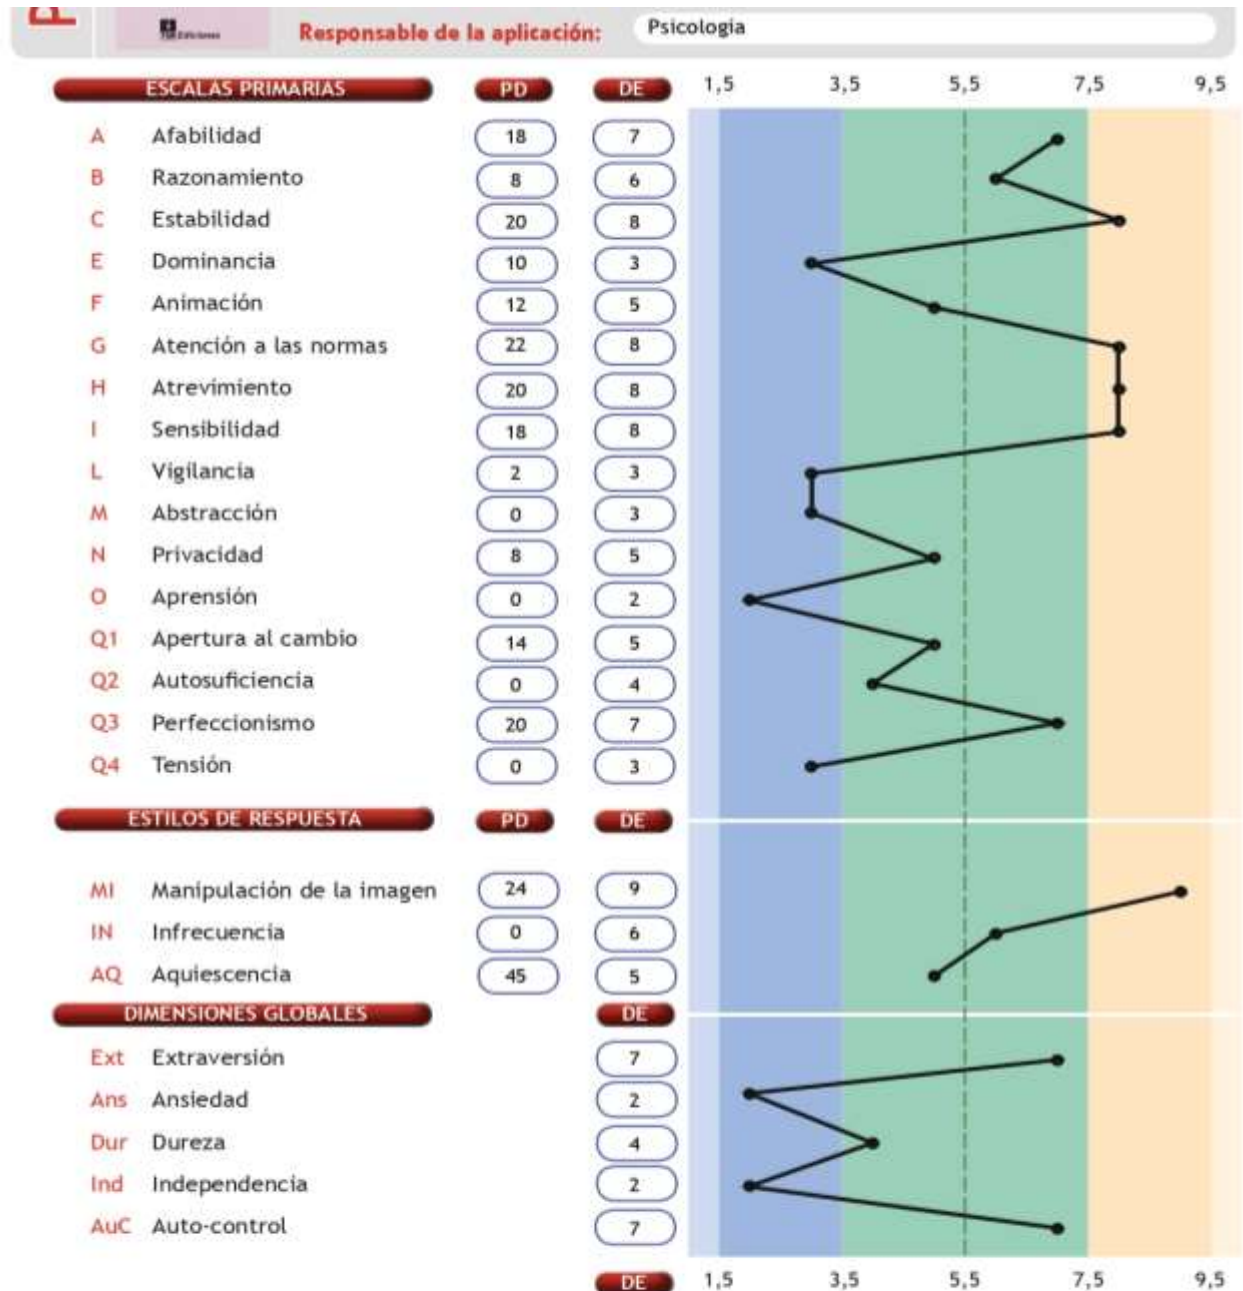 Responsable de la aplicación: Psicologia
ESCALAS PRIMARIAS PD DE 1,5 3,5 5,5 7,5 9,5
A Afabilidad 18 7
B Razonamiento 8 6
C Estabilidad 20 8
E Dominancia 10 3
F Animación 12 5
G Atención a las normas 22 8
H Atrevimiento 20 8
I Sensibilidad 18 8
L Vigilancia 2 3
M Abstracción 0 3
N Privacidad 8 5
O Aprensión 0 2
Q1 Apertura al cambio 14 5
Q2 Autosuficiencia 0 4
Q3 Perfeccionismo 20 7
Q4 Tensión 0 3
ESTILOS DE RESPUESTA PD DE
MI Manipulación de la imagen 24 9
IN Infrecuencia 0 6
AQ Aquiescencia 45 5
DIMENSIONES GLOBALES DE
Ext Extraversión 7
Ans Ansiedad 2
Dur Dureza 4
Ind Independencia 2
AuC Auto-control 7
DE 1,5 3,5 5,5 7,5 9,5